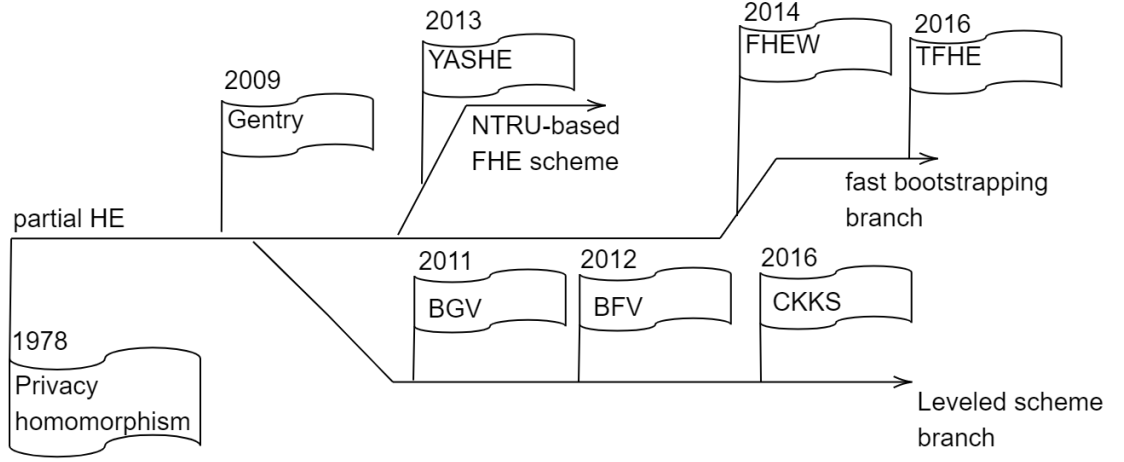 2014
2013
FHEW
2016
YASHE
TFHE
2009
Gentry
NTRU-based
FHE scheme
fast bootstrapping
branch
partial HE
2011
2012
2016
BGV
BFV
CKKS
1978
Privacy
homomorphism
Leveled scheme
branch